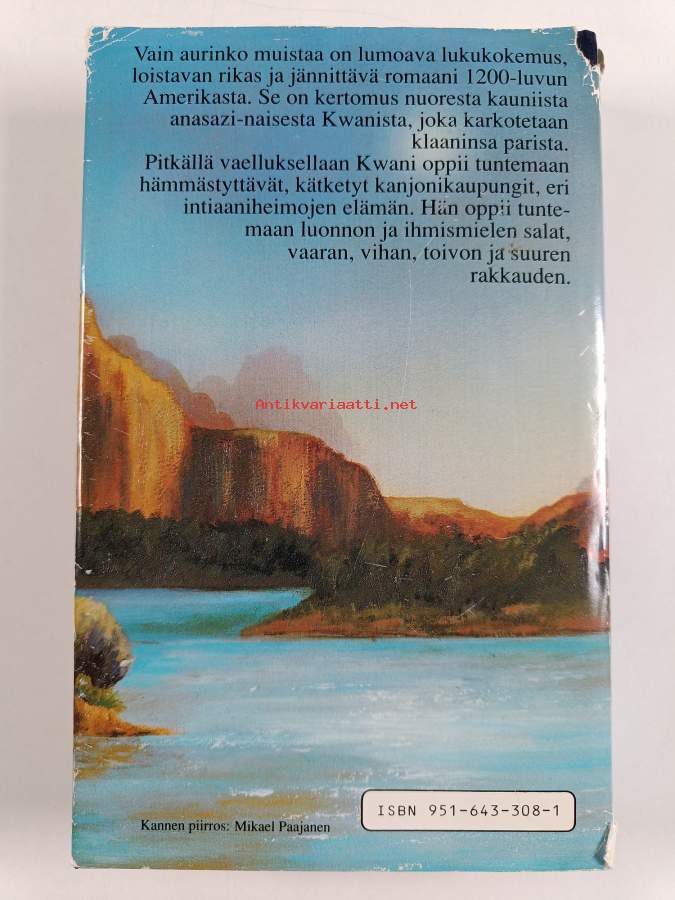 Vain aurinko muistaa on lumoava lukukokemus,
loistavan rikas ja jännittävä romaani 1200-luvun
Amerikasta. Se on kertomus nuoresta kauniista
anasazi-naisesta Kwanista, joka karkotetaan
klaaninsa parista.
Pitkällä vaelluksellaan Kwani oppii tuntemaan
hämmästyttävät, kätketyt kanjonikaupungit, eri
intiaaniheimojen elämän. Hän oppii tunte-
maan luonnon ja ihmismielen salat,
vaaran, vihan, toivon ja suuren
rakkauden.
Antikvariaatti.net
ISBN 951-643-308-1
Kannen piirros: Mikael Paajanen